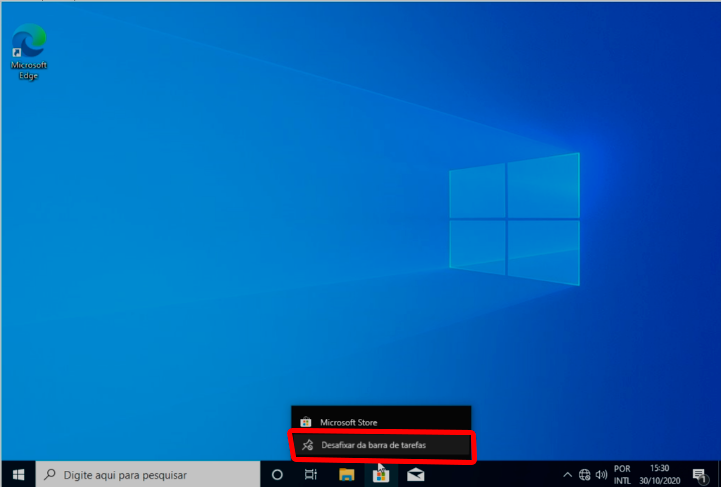 Microsoft
Edge
Microsoft Store
Desafixar da barra de tarefas
Digite aqui para pesquisar
POR
INTL
15:30
30/10/2020
1